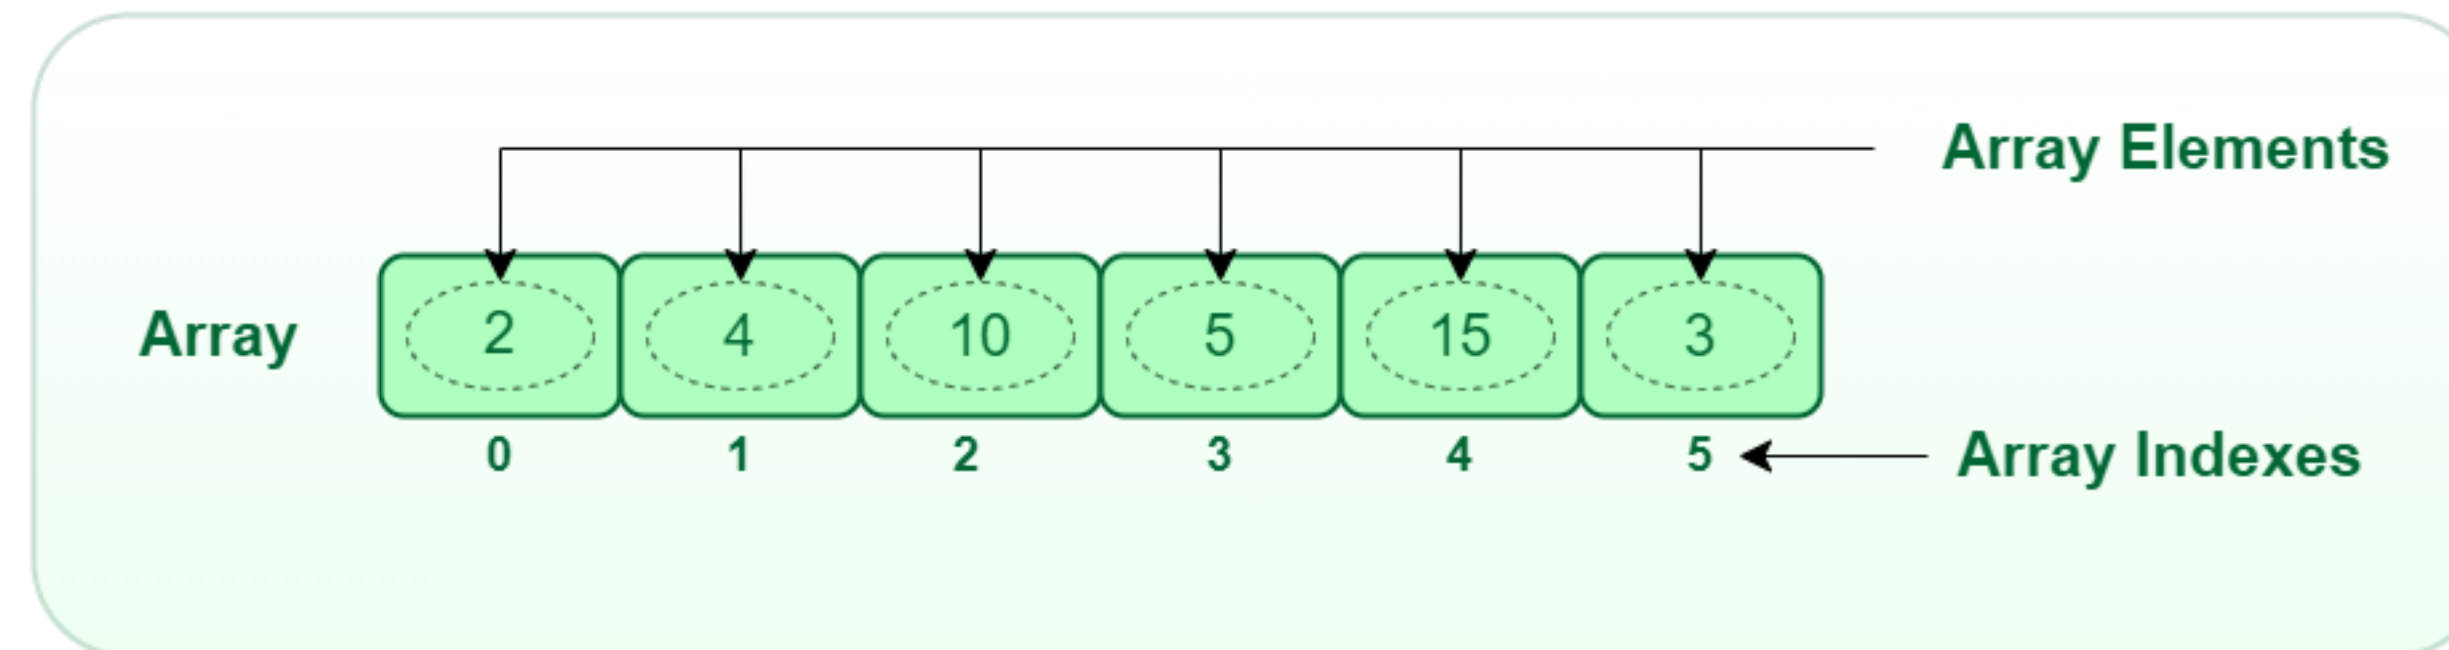 Array Elements
Array 2 4 10 5 15 3
0 1 2 3 4 5 Array Indexes